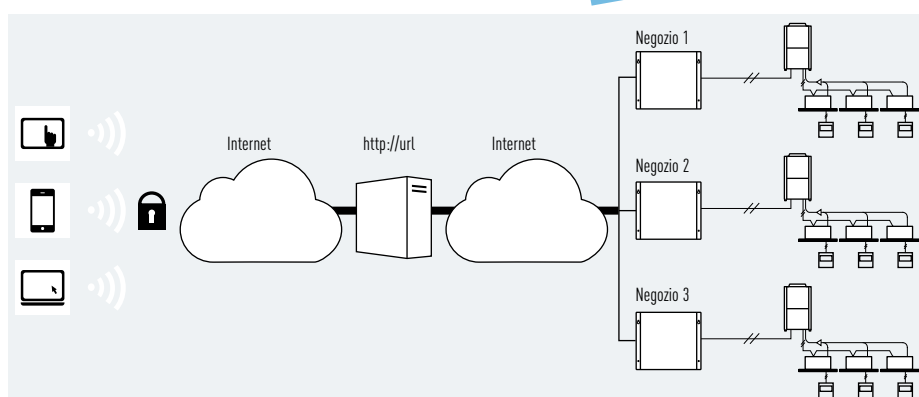 Negozio 1
Internet
http://url
Internet
Negozio 2
Negozio 3